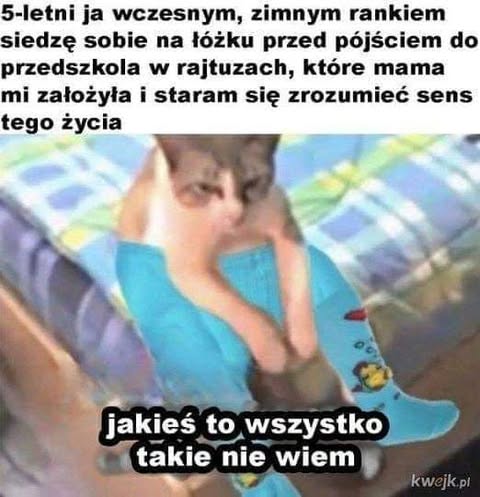 5-letni ja wczesnym, zimnym rankiem
siedzę sobie na łóżku przed pójściem do
przedszkola w rajtuzach, które mama
mi założyła i staram się zrozumieć sens
tego życia
jakieś to wszystko
takie nie wiem
kwejk.pl